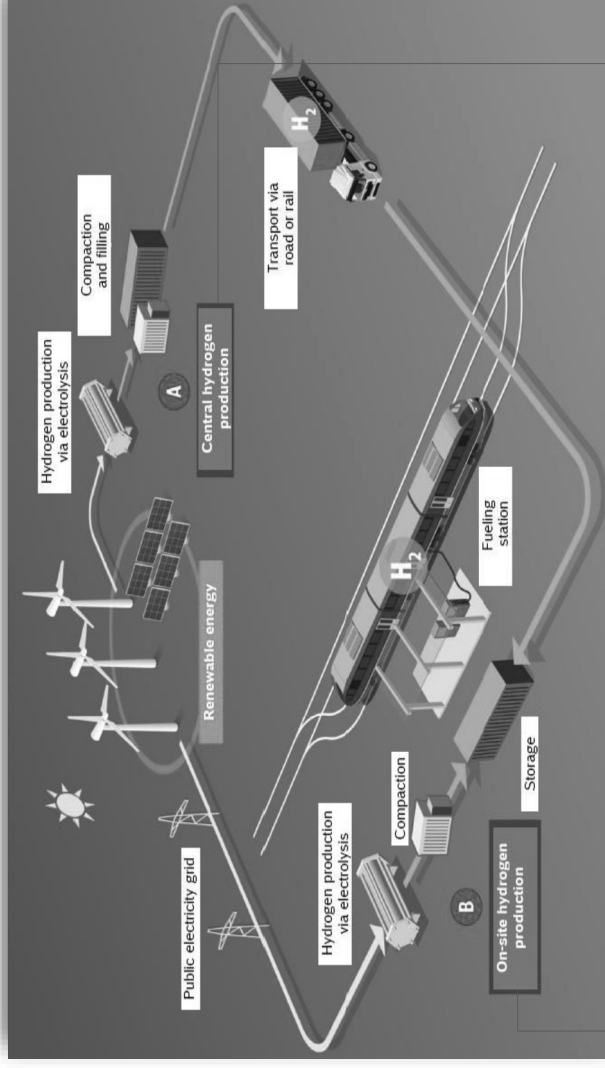 Public electricity grid
Renewable energy
Hydrogen production
via electrolysis
Compaction
and filling
A
Central hydrogen
production
H2
Transport via
road or rail
Hydrogen production
via electrolysis
Compaction
B
On-site hydrogen
production
Storage
H2
Fueling
station